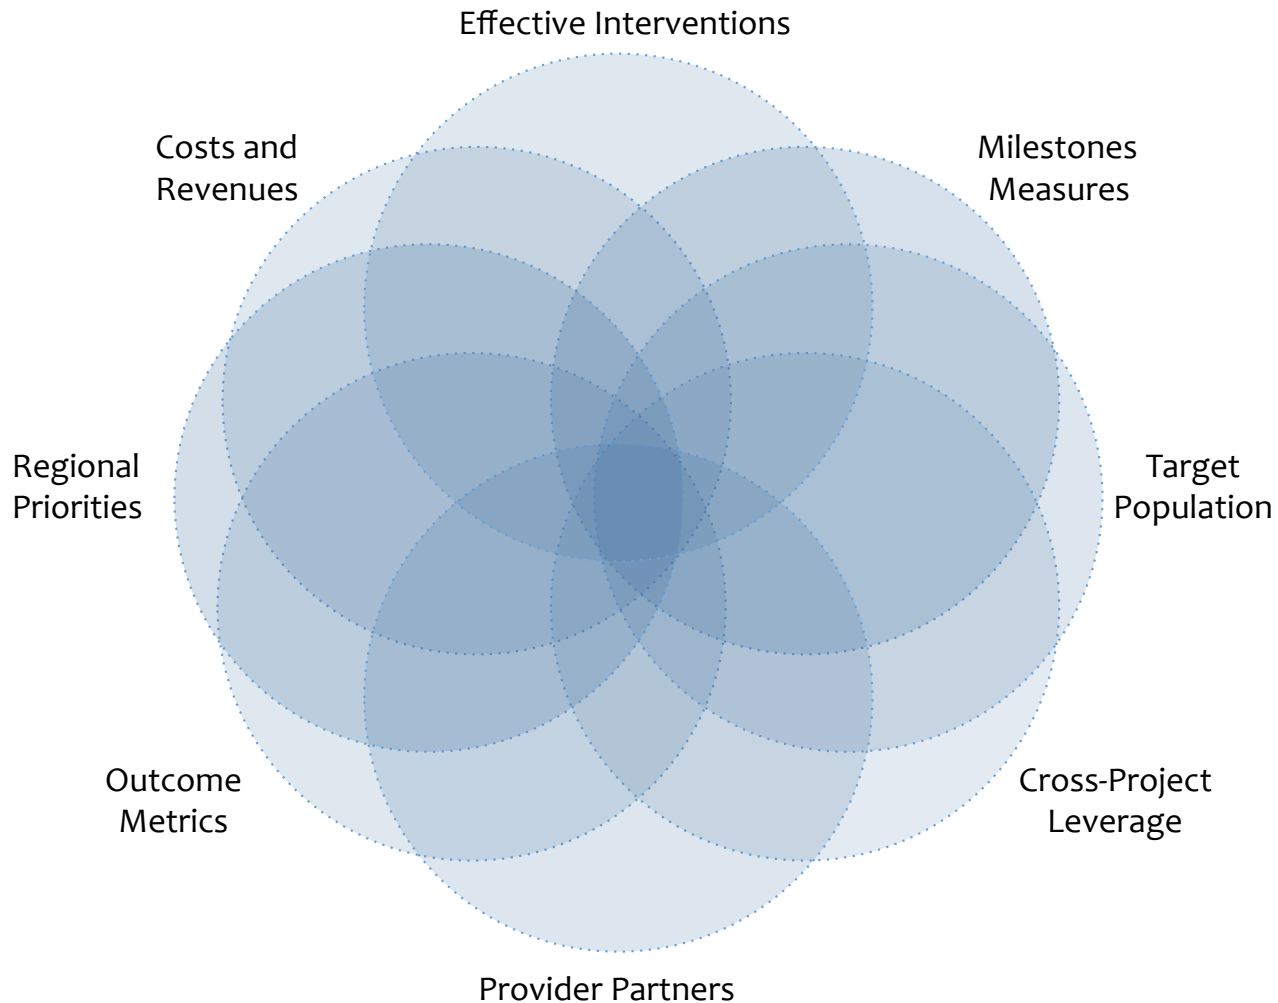 Effective Interventions
Costs and
Revenues
Milestones
Measures
Regional
Priorities
Target
Population
Outcome
Metrics
Cross-Project
Leverage
Provider Partners